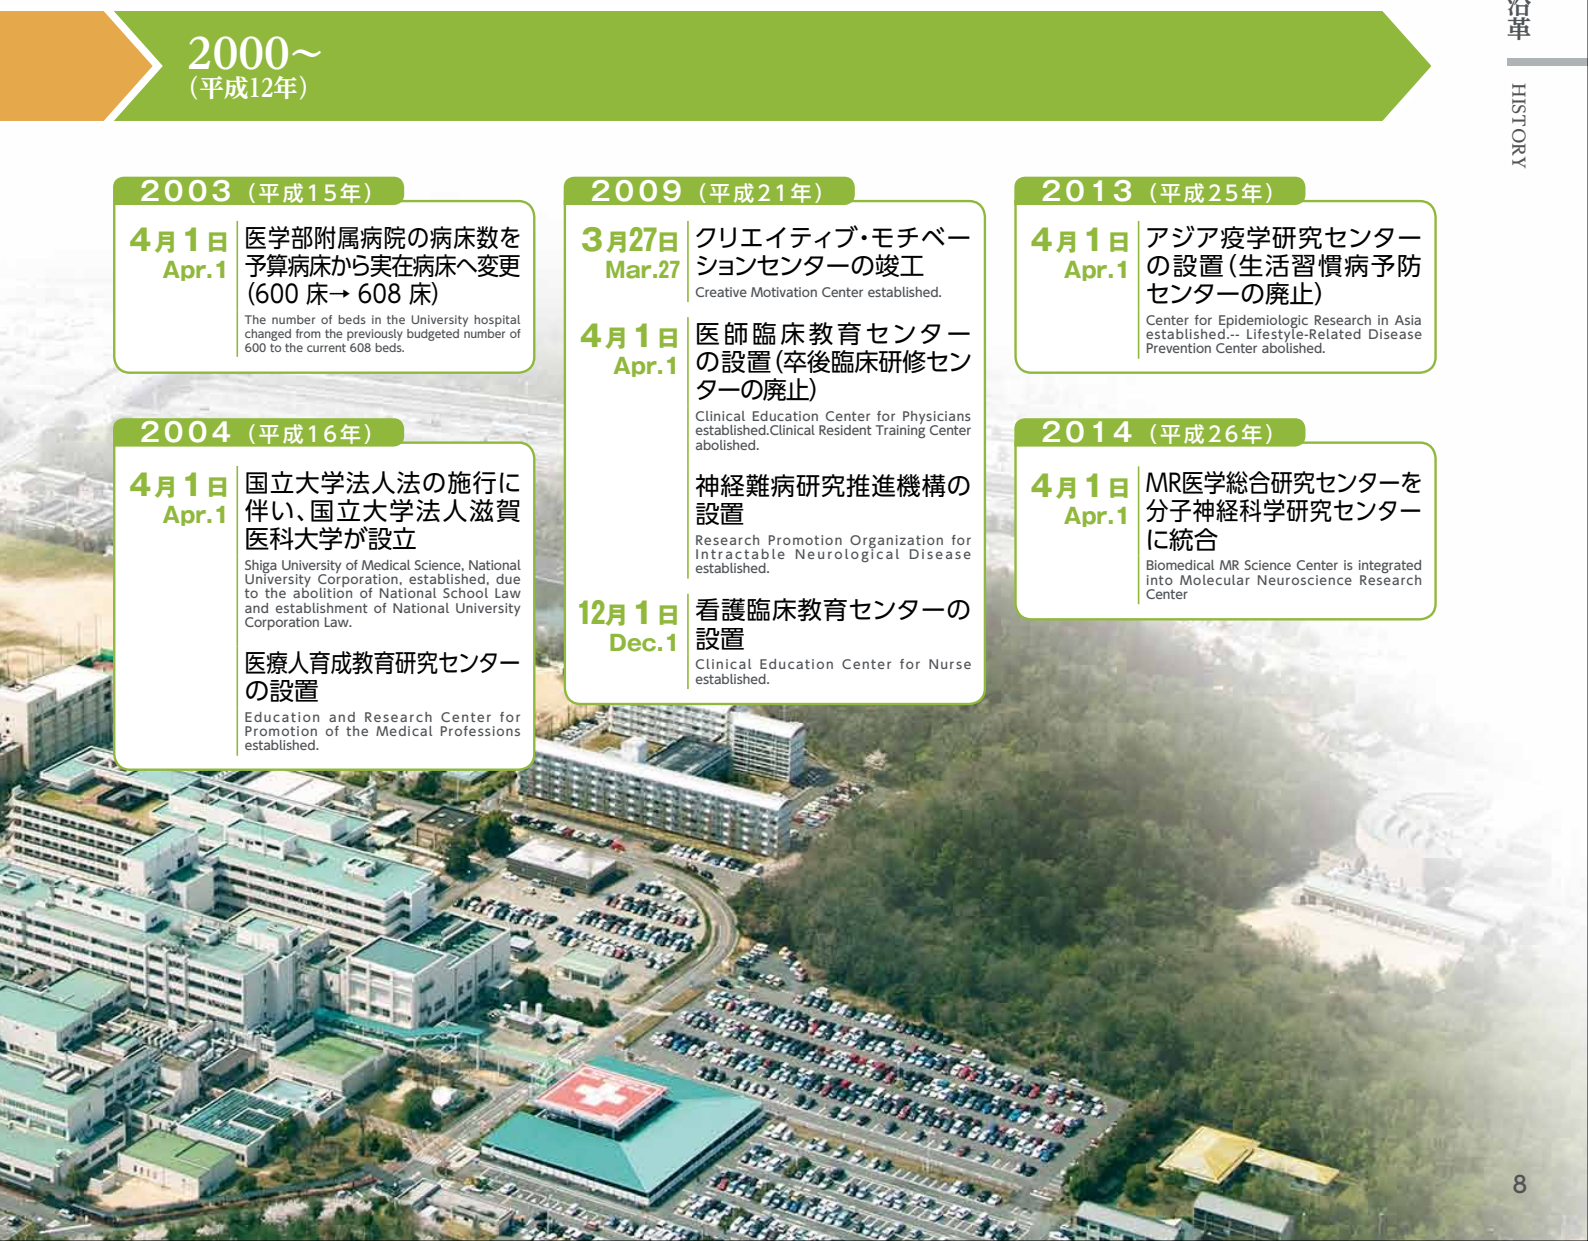 沿革
HISTORY
2000～
（平成12年）
2003（平成15年）
4月1日
Apr.1
医学部附属病院の病床数を
予算病床から実在病床へ変更
（600 床→ 608 床）
The number of beds in the University hospital
changed from the previously budgeted number of
600 to the current 608 beds.
2004（平成16年）
4月1日
Apr.1
国立大学法人法の施行に
伴い、国立大学法人滋賀
医科大学が設立
Shiga University of Medical Science, National
University Corporation, established, due
to the abolition of National School Law
and establishment of National University
Corporation Law.
医療人育成教育研究センター
の設置
Education and Research Center for
Promotion of the Medical Professions
established.
2009（平成21年）
3月27日
Mar.27
クリエイティブ・モチベー
ションセンターの竣工
Creative Motivation Center established.
4月1日
Apr.1
医師臨床教育センター
の設置（卒後臨床研修セン
ターの廃止）
Clinical Education Center for Physicians
established.Clinical Resident Training Center
abolished.
神経難病研究推進機構の
設置
Research Promotion Organization for
Intractable Neurological Disease
established.
12月1日
Dec.1
看護臨床教育センターの
設置
Clinical Education Center for Nurse
established.
2013（平成25年）
4月1日
Apr.1
アジア疫学研究センター
の設置（生活習慣病予防
センターの廃止）
Center for Epidemiologic Research in Asia
established.-- Lifestyle-Related Disease
Prevention Center abolished.
2014（平成26年）
4月1日
Apr.1
MR医学総合研究センターを
分子神経科学研究センター
に統合
Biomedical MR Science Center is integrated
into Molecular Neuroscience Research
Center
8